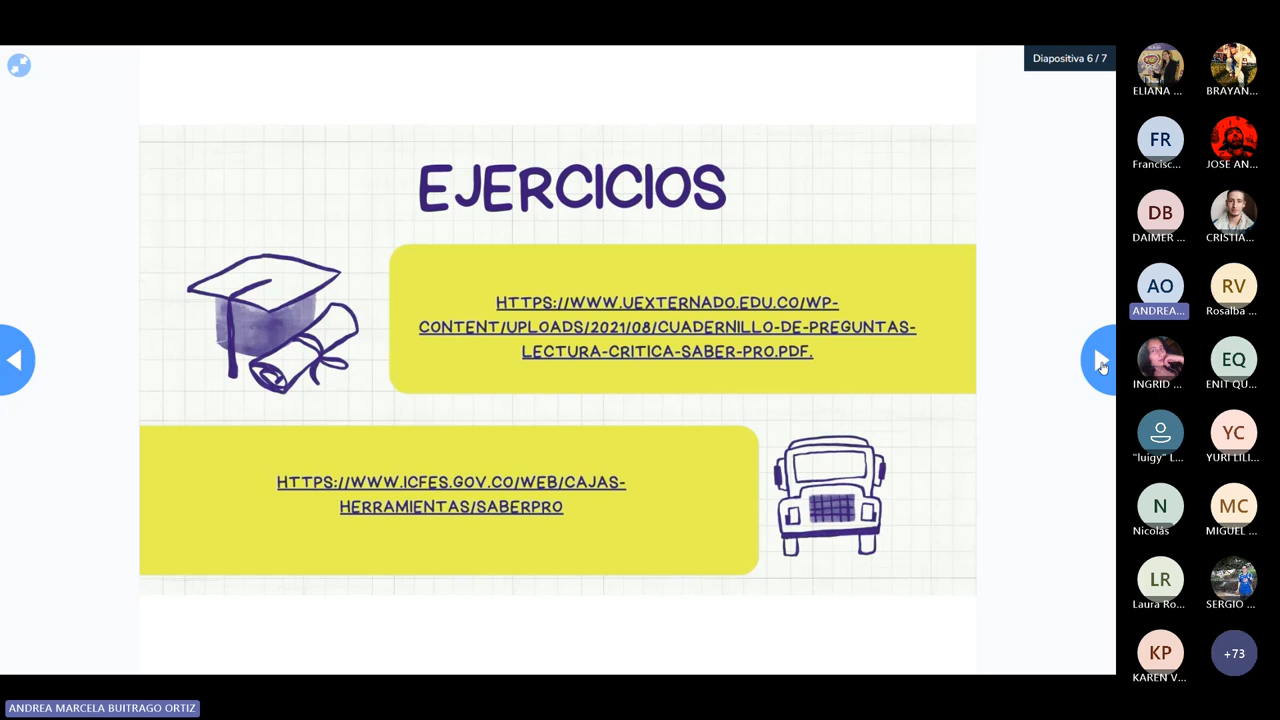 Diapositiva 6 / 7
EJERCICIOS
HTTPS://WWW.UEXTERNADO.EDU.CO/WP-
CONTENT/UPLOADS/2021/08/CUADERNILLO-DE-PREGUNTAS-
LECTURA-CRITICA-SABER-PRO.PDF.
HTTPS://WWW.ICFES.GOV.CO/WEB/CAJAS-
HERRAMIENTAS/SABERPRO
ELIANA ...
BRAYAN...
FR
Francisc...
JOSE AN...
DB
DAIMER ...
CRISTIA...
AO
ANDREA...
RV
Rosalba ...
INGRID ...
EQ
ENIT QU...
"luigy" L...
YC
YURI LILI...
N
Nicolás
MC
MIGUEL ...
LR
Laura Ro...
SERGIO ...
KP
KAREN V...
+73
ANDREA MARCELA BUITRAGO ORTIZ